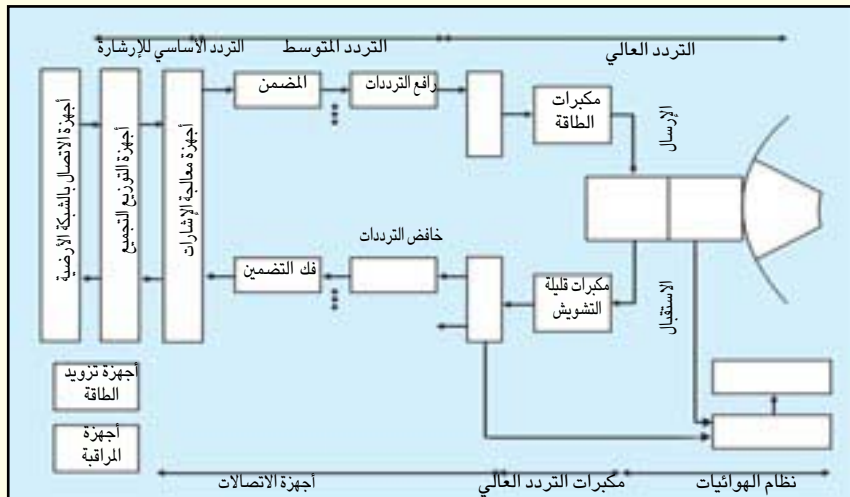 التردد العالي
التردد المتوسط
التردد الأساسي للإرشارة
رافع الترددات
المضمن
مكبرات
الطاقة
الإرسال
أجهزة معالجة الإشارات
أجهزة التوزيع التجميع
أجهزة الاتصال بالشبكة الأرضية
خافض الترددات
فك التضمين
مكبرات قليلة
التشويش
الاستقبال
أجهزة تزويد
الطاقة
أجهزة
المراقبة
نظام الهوائيات
مكبرات التردد العالي
أجهزة الاتصالات